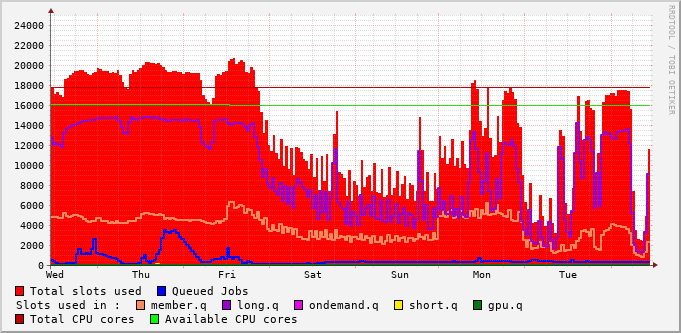 24000
22000
20000
18000
16000
14000
12000
10000
8000
6000
4000
2000
0
Wed Thu Fri Sat Sun Mon Tue
RRDTOOL / TOBI OETIKER
Total slots used Queued Jobs
Slots used in : member.q long.q ondemand.q short.q gpu.q
Total CPU cores Available CPU cores